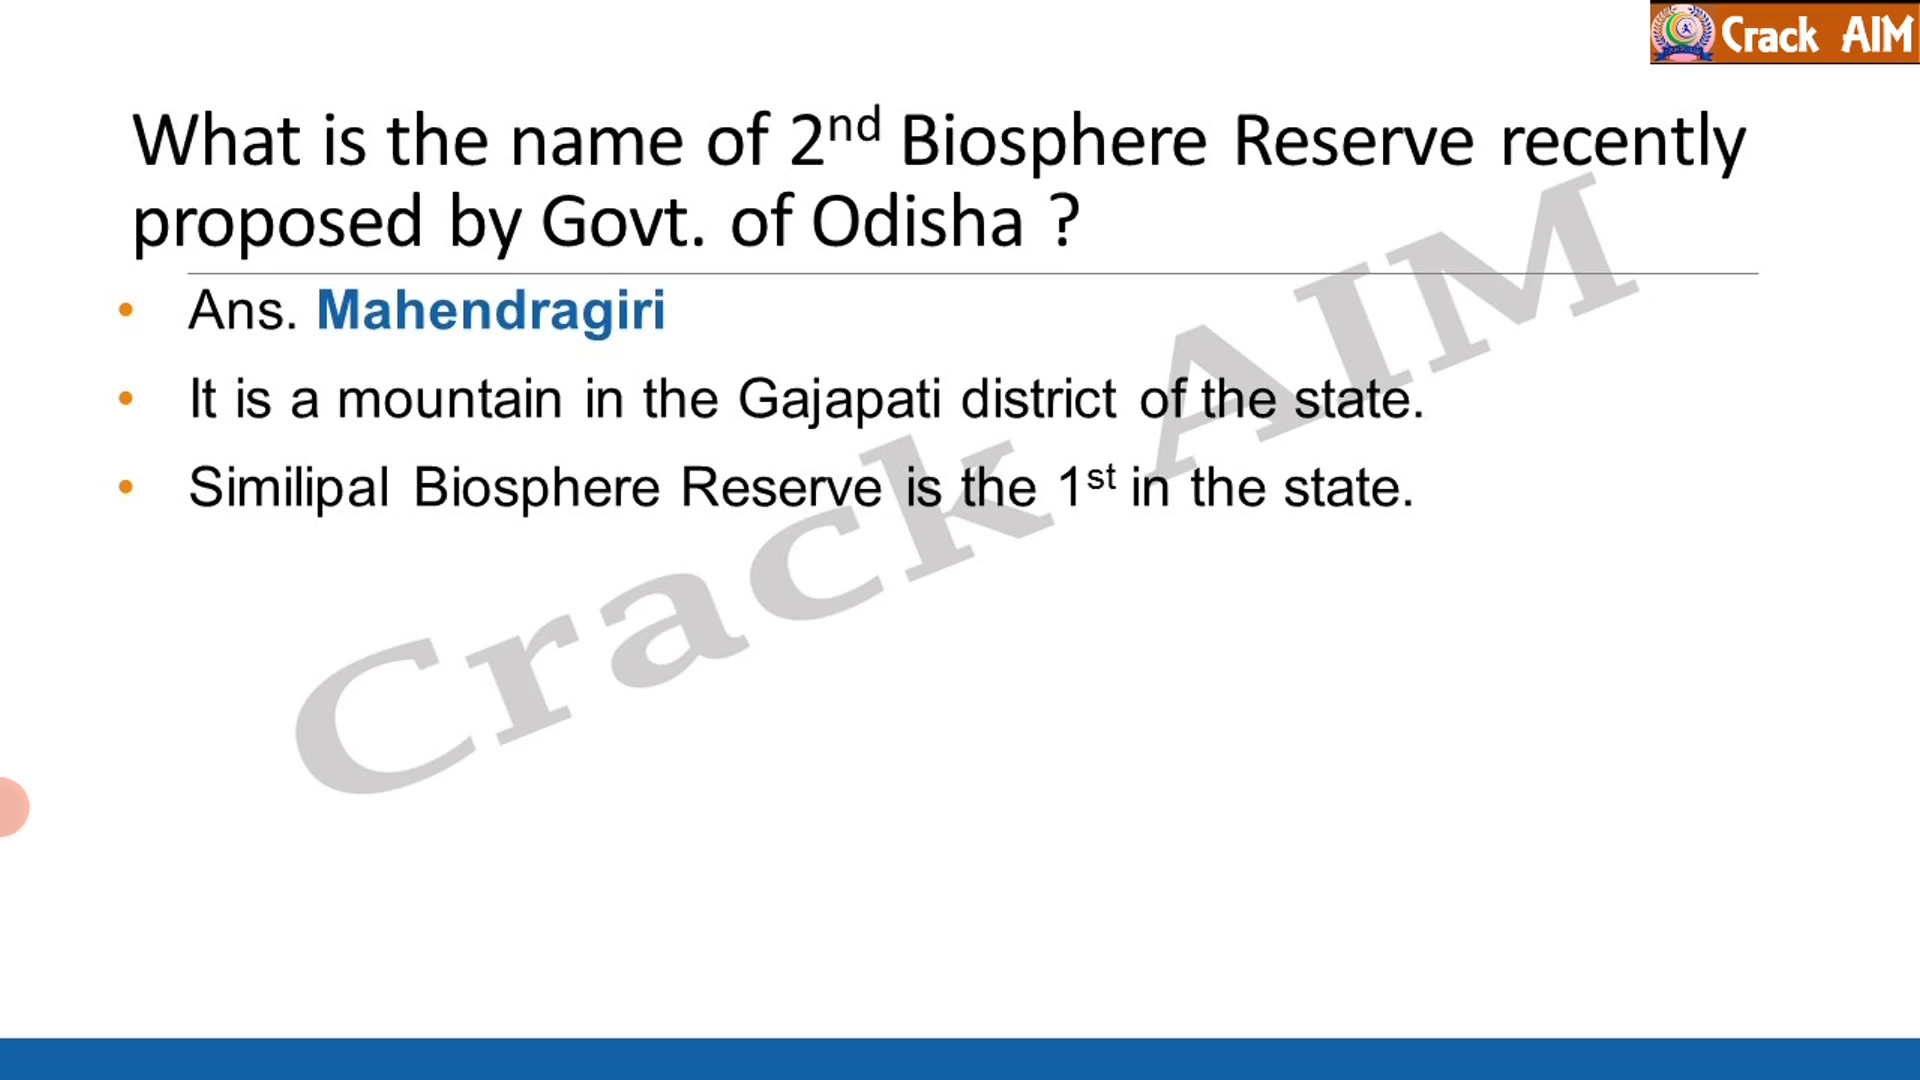 Crack AIM
What is the name of 2nd Biosphere Reserve recently
proposed by Govt. of Odisha ?
• Ans. Mahendragiri
• It is a mountain in the Gajapati district of the state.
• Similipal Biosphere Reserve is the 1st in the state.
Crack AIM